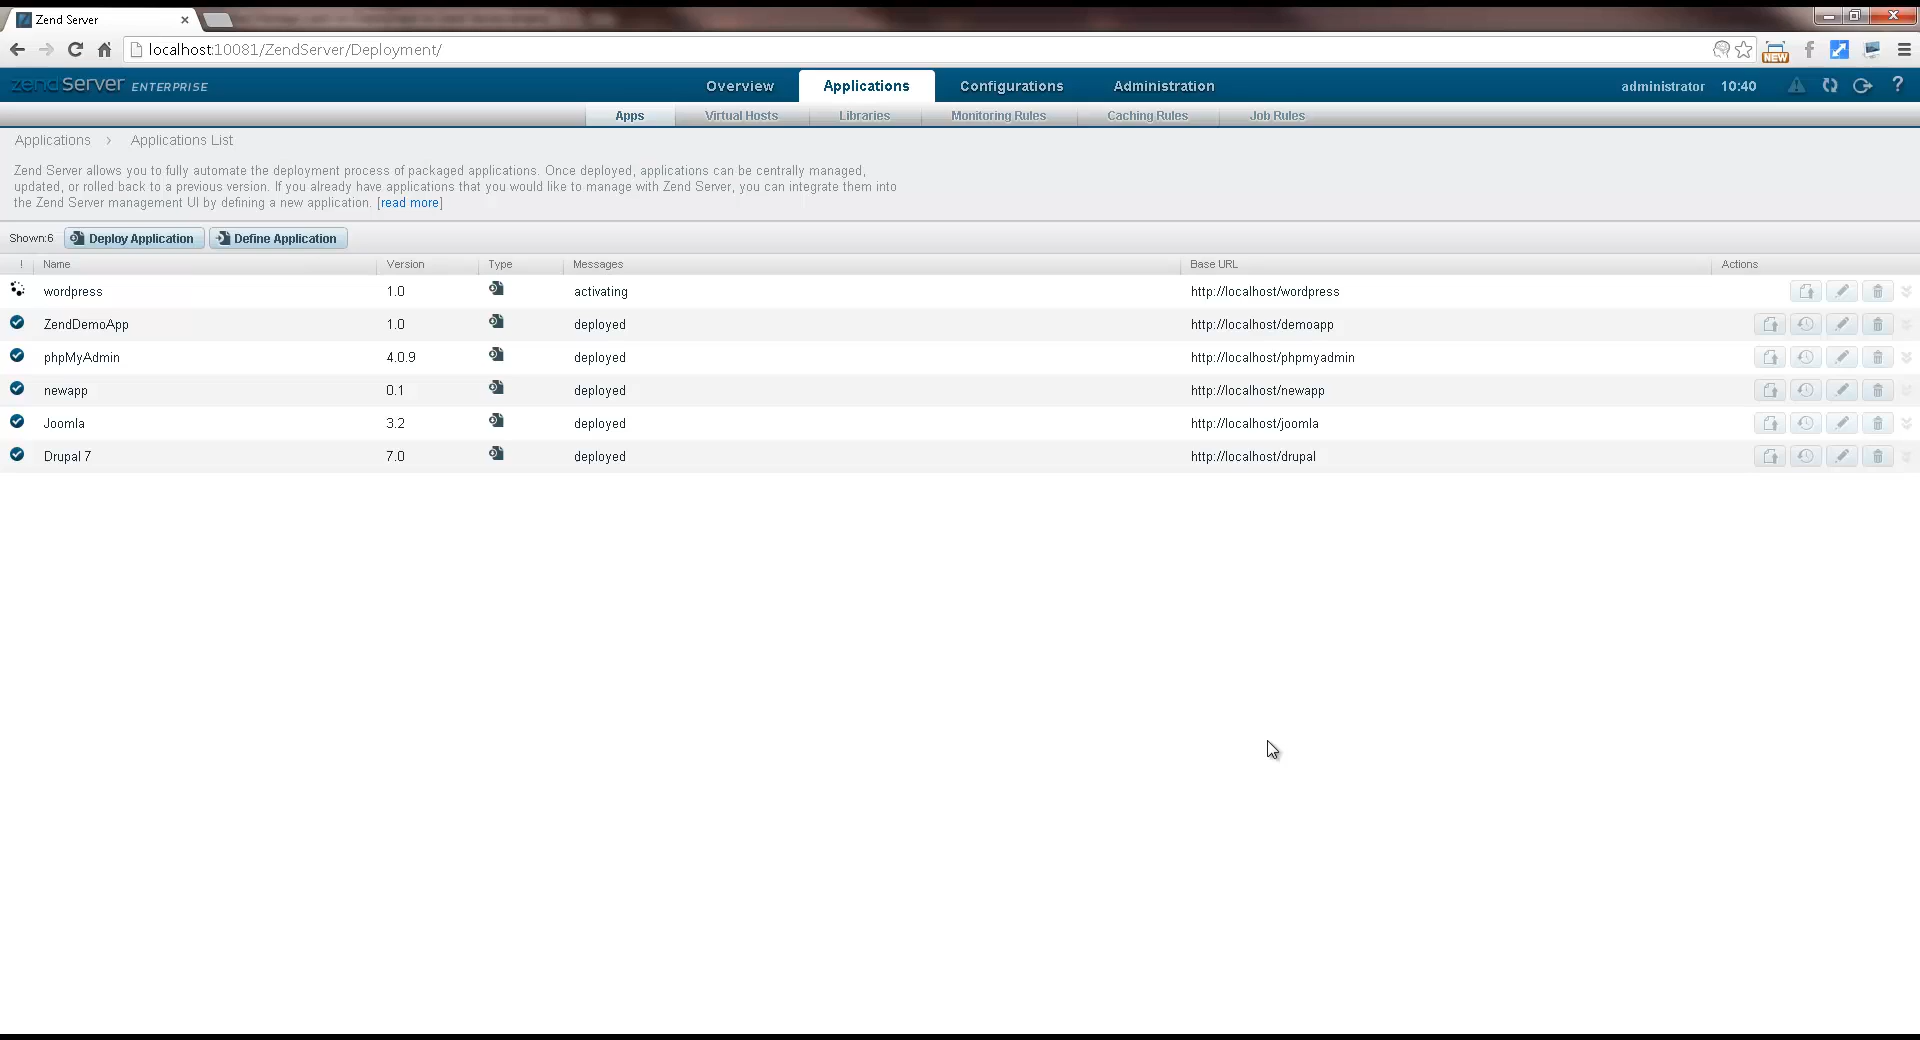 Zend Server
localhost:10081/ZendServer/Deployment/
NEW
zend Server ENTERPRISE
Overview Applications Configurations Administration
administrator 10:40 ?
Apps Virtual Hosts Libraries Monitoring Rules Caching Rules Job Rules
Applications > Applications List
Zend Server allows you to fully automate the deployment process of packaged applications. Once deployed, applications can be centrally managed,
updated, or rolled back to a previous version. If you already have applications that you would like to manage with Zend Server, you can integrate them into
the Zend Server management UI by defining a new application. [read more]
Shown:6 Deploy Application Define Application
! Name Version Type Messages Base URL Actions
wordpress 1.0 activating http://localhost/wordpress
ZendDemoApp 1.0 deployed http://localhost/demoapp
phpMyAdmin 4.0.9 deployed http://localhost/phpmyadmin
newapp 0.1 deployed http://localhost/newapp
Joomla 3.2 deployed http://localhost/joomla
Drupal 7 7.0 deployed http://localhost/drupal